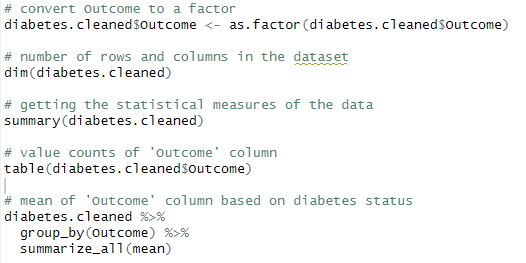 # convert Outcome to a factor
diabetes.cleaned$Outcome <- as.factor(diabetes.cleaned$Outcome)
# number of rows and columns in the dataset
dim(diabetes.cleaned)
# getting the statistical measures of the data
summary(diabetes.cleaned)
# value counts of 'Outcome' column
table(diabetes.cleaned$Outcome)
# mean of 'Outcome' column based on diabetes status
diabetes.cleaned %>%
  group_by(Outcome) %>%
  summarize_all(mean)